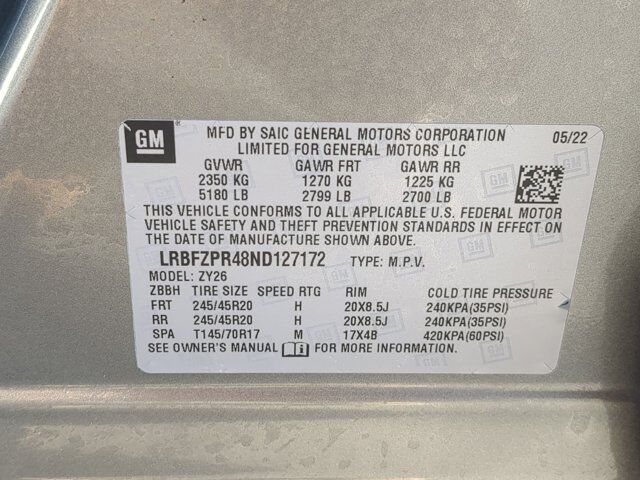 GM
MFD BY SAIC GENERAL MOTORS CORPORATION 05/22
LIMITED FOR GENERAL MOTORS LLC
GVWR GAWR FRT GAWR RR
2350 KG 1270 KG 1225 KG
5180 LB 2799 LB 2700 LB
THIS VEHICLE CONFORMS TO ALL APPLICABLE U.S. FEDERAL MOTOR
VEHICLE SAFETY AND THEFT PREVENTION STANDARDS IN EFFECT ON
THE DATE OF MANUFACTURE SHOWN ABOVE.
LRBFZPR48ND127172 TYPE: M.P.V.
MODEL: ZY26
ZBBH TIRE SIZE SPEED RTG RIM COLD TIRE PRESSURE
FRT 245/45R20 H 20X8.5J 240KPA(35PSI)
RR 245/45R20 H 20X8.5J 240KPA(35PSI)
SPA T145/70R17 M 17X4B 420KPA(60PSI)
SEE OWNER'S MANUAL FOR MORE INFORMATION.